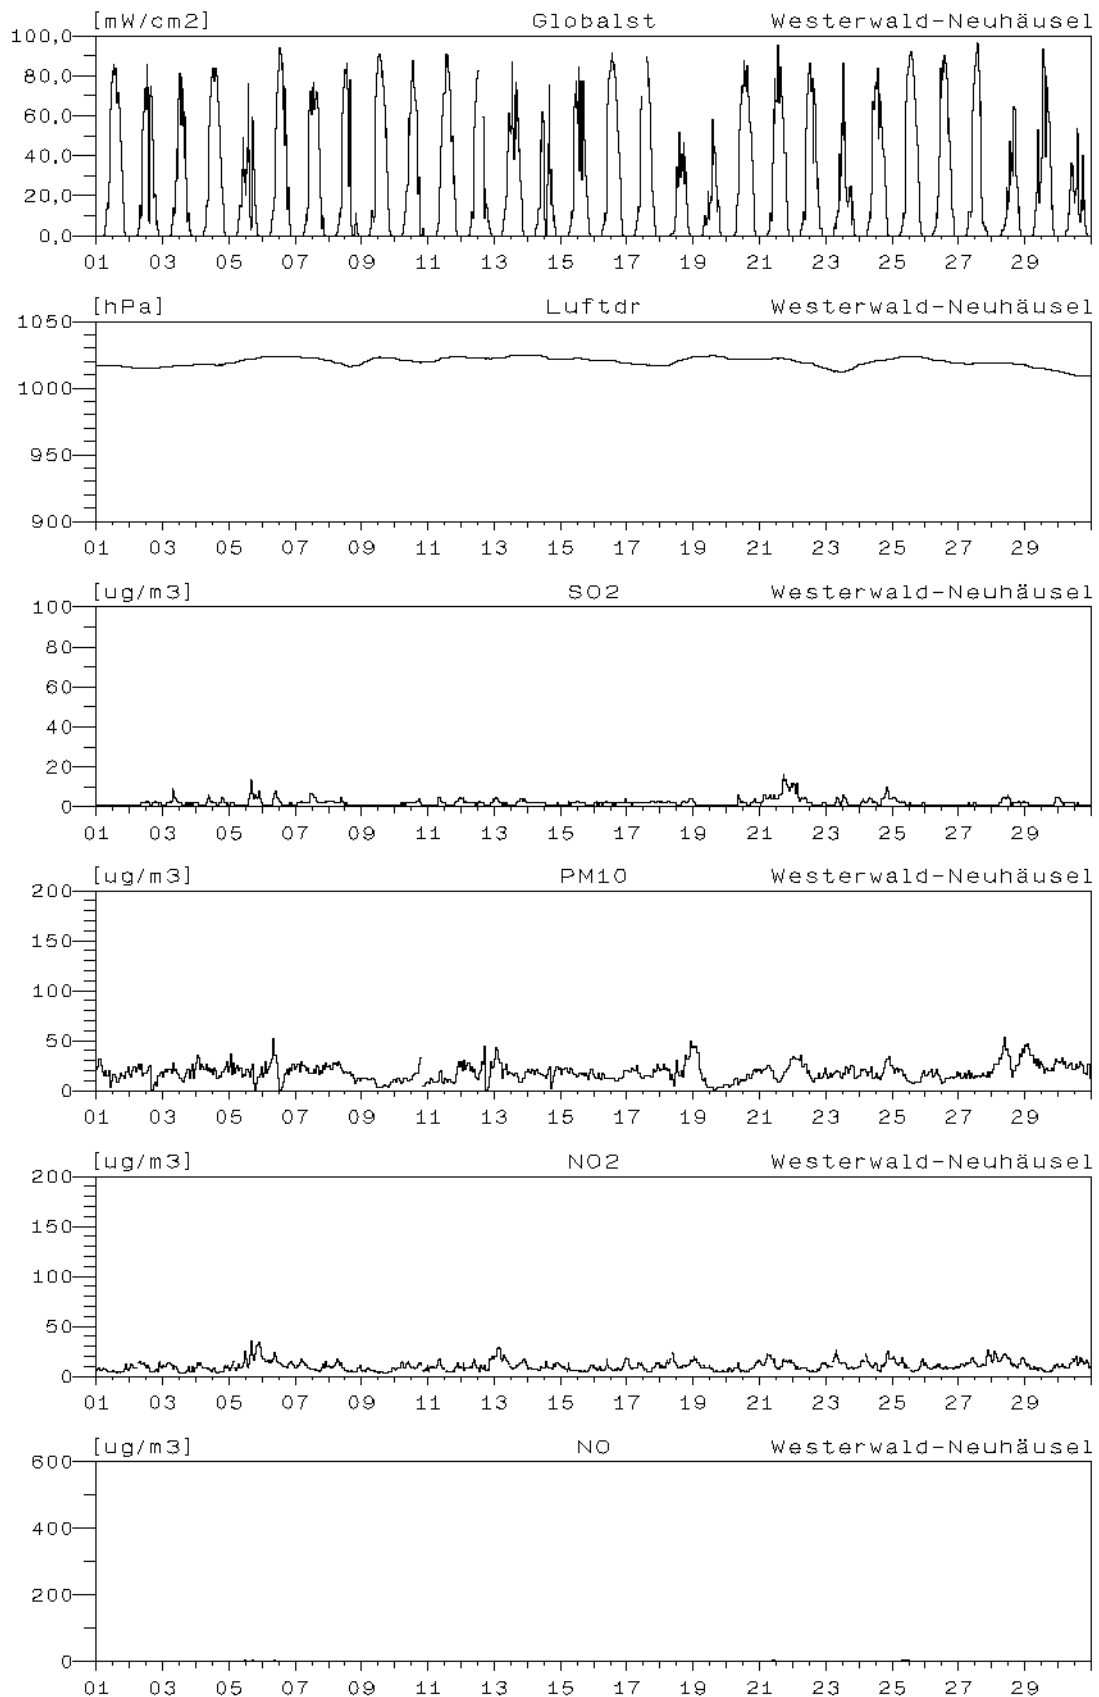 [mW/cm2] Globalst Westerwald-Neuhäusel
100,0
80,0
60,0
40,0
20,0
0,0
01 03 05 07 09 11 13 15 17 19 21 23 25 27 29
[hPa] Luftdr Westerwald-Neuhäusel
1050
1000
950
900
01 03 05 07 09 11 13 15 17 19 21 23 25 27 29
[ug/m3] SO2 Westerwald-Neuhäusel
100
80
60
40
20
0
01 03 05 07 09 11 13 15 17 19 21 23 25 27 29
[ug/m3] PM10 Westerwald-Neuhäusel
200
150
100
50
0
01 03 05 07 09 11 13 15 17 19 21 23 25 27 29
[ug/m3] NO2 Westerwald-Neuhäusel
200
150
100
50
0
01 03 05 07 09 11 13 15 17 19 21 23 25 27 29
[ug/m3] NO Westerwald-Neuhäusel
600
400
200
0
01 03 05 07 09 11 13 15 17 19 21 23 25 27 29